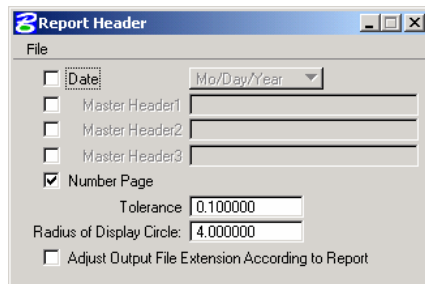 Report Header
File
Date Mo/Day/Year
Master Header1
Master Header2
Master Header3
Number Page
Tolerance 0.100000
Radius of Display Circle: 4.000000
Adjust Output File Extension According to Report